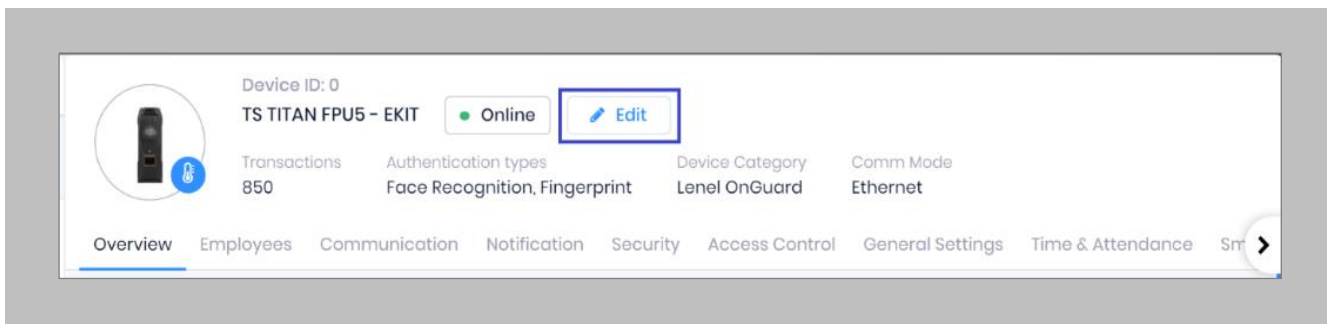 Device ID: 0
TS TITAN FPU5 - EKIT Online Edit
Transactions Authentication types Device Category Comm Mode
850 Face Recognition, Fingerprint Lenel OnGuard Ethernet
Overview Employees Communication Notification Security Access Control General Settings Time & Attendance